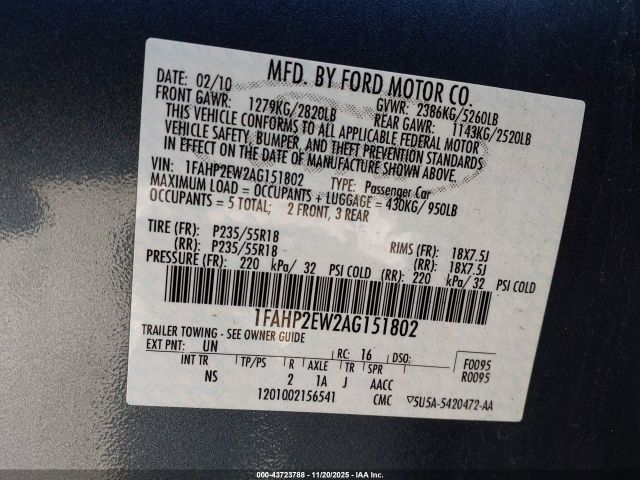 MFD. BY FORD MOTOR CO.
DATE: 02/10 GVWR: 2386KG/5260LB
FRONT GAWR: 1279KG/2820LB REAR GAWR: 1143KG/2520LB
THIS VEHICLE CONFORMS TO ALL APPLICABLE FEDERAL MOTOR
VEHICLE SAFETY, BUMPER, AND THEFT PREVENTION STANDARDS
IN EFFECT ON THE DATE OF MANUFACTURE SHOWN ABOVE.
VIN: 1FAHP2EW2AG151802 TYPE: Passenger Car
MAXIMUM LOAD = OCCUPANTS + LUGGAGE = 430KG/ 950LB
OCCUPANTS = 5 TOTAL; 2 FRONT, 3 REAR
TIRE (FR): P235/55R18 RIMS (FR): 18X7.5J
(RR): P235/55R18 (RR): 18X7.5J
PRESSURE (FR): 220 kPa/ 32 PSI COLD (RR): 220 kPa/ 32 PSI COLD
1FAHP2EW2AG151802
TRAILER TOWING - SEE OWNER GUIDE
EXT PNT: UN RC: 16 DSO: F0095
R0095
INT TR TP/PS R AXLE TR SPR
NS 2 1A J AACC
1201002156541 CMC ▽5U5A-5420472-AA
000-43723788 - 11/20/2025 - IAA Inc.